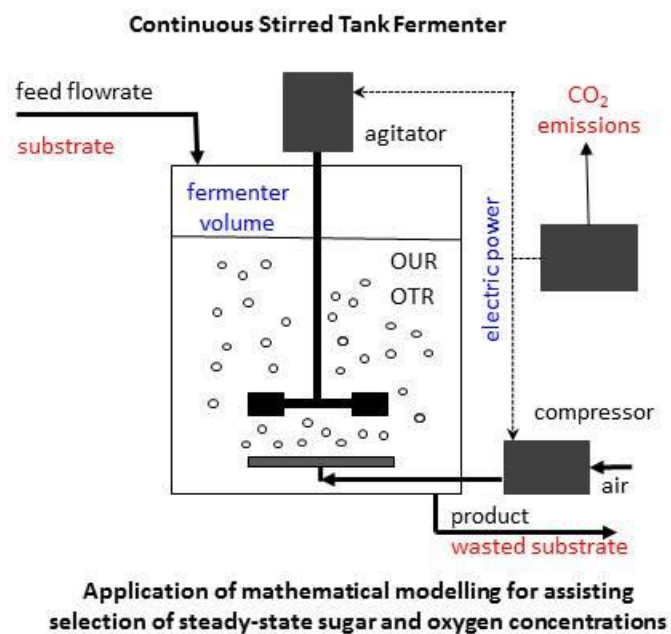 Continuous Stirred Tank Fermenter
feed flowrate
substrate
agitator
CO₂
emissions
fermenter
volume
OUR
OTR
electric power
compressor
air
product
wasted substrate
Application of mathematical modelling for assisting
selection of steady-state sugar and oxygen concentrations